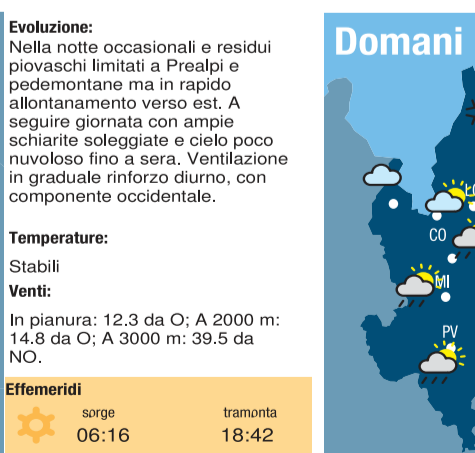 Evoluzione:
Nella notte occasionali e residui
piovaschi limitati a Prealpi e
pedemontane ma in rapido
allontanamento verso est. A
seguire giornata con ampie
schiarite soleggiate e cielo poco
nuvoloso fino a sera. Ventilazione
in graduale rinforzo diurno, con
componente occidentale.
Temperature:
Stabili
Venti:
In pianura: 12.3 da O; A 2000 m:
14.8 da O; A 3000 m: 39.5 da
NO.
Effemeridi
sorge tramonta
06:16 18:42
Domani
CO
MI
PV